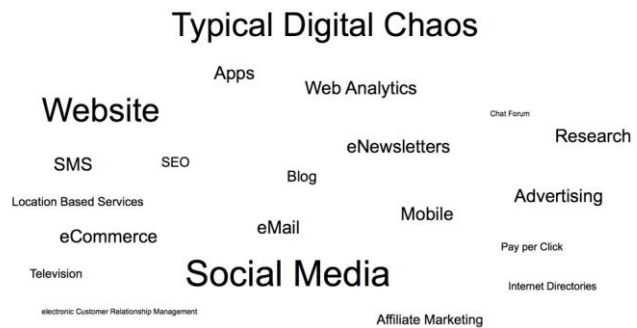 Typical Digital Chaos
Apps
Web Analytics
Website
Chat Forum
Research
eNewsletters
SMS
SEO
Blog
Advertising
Location Based Services
Mobile
eMail
eCommerce
Pay per Click
Television
Social Media
Internet Directories
electronic Customer Relationship Management
Affiliate Marketing